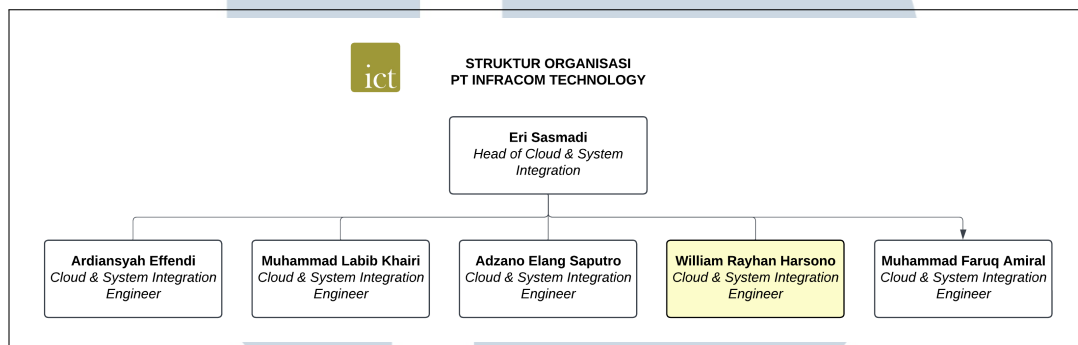 ict
STRUKTUR ORGANISASI
PT INFRACOM TECHNOLOGY
Eri Sasmadi
Head of Cloud & System
Integration
Ardiansyah Effendi
Cloud & System Integration
Engineer
Muhammad Labib Khairi
Cloud & System Integration
Engineer
Adzano Elang Saputro
Cloud & System Integration
Engineer
William Rayhan Harsono
Cloud & System Integration
Engineer
Muhammad Faruq Amiral
Cloud & System Integration
Engineer